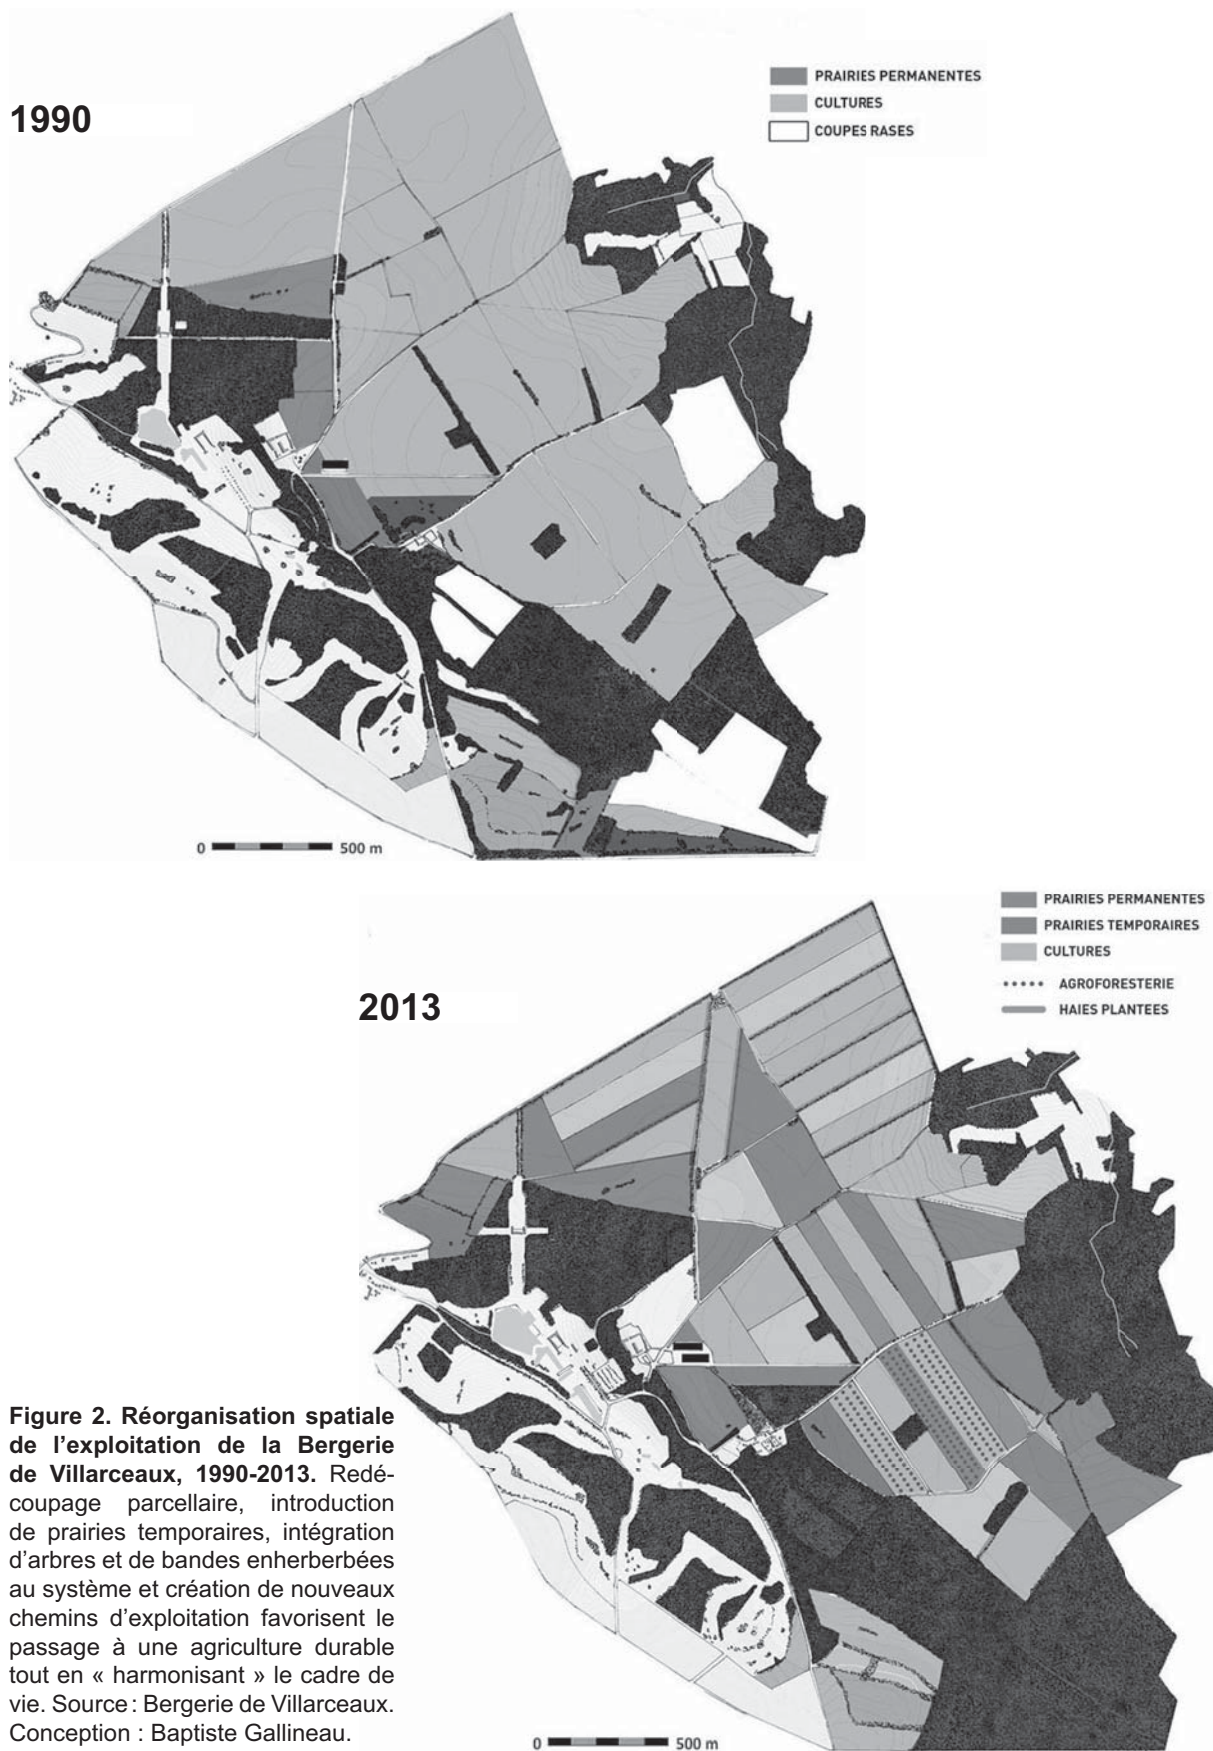 1990
PRAIRIES PERMANENTES
CULTURES
COUPES RASES
0 500 m
2013
PRAIRIES PERMANENTES
PRAIRIES TEMPORAIRES
CULTURES
AGROFORESTERIE
HAIES PLANTEES
Figure 2. Réorganisation spatiale
de l'exploitation de la Bergerie
de Villarceaux, 1990-2013. Redé-
coupage parcellaire, introduction
de prairies temporaires, intégration
d'arbres et de bandes enherberbées
au système et création de nouveaux
chemins d'exploitation favorisent le
passage à une agriculture durable
tout en « harmonisant » le cadre de
vie. Source : Bergerie de Villarceaux.
Conception : Baptiste Gallineau.
0 500 m